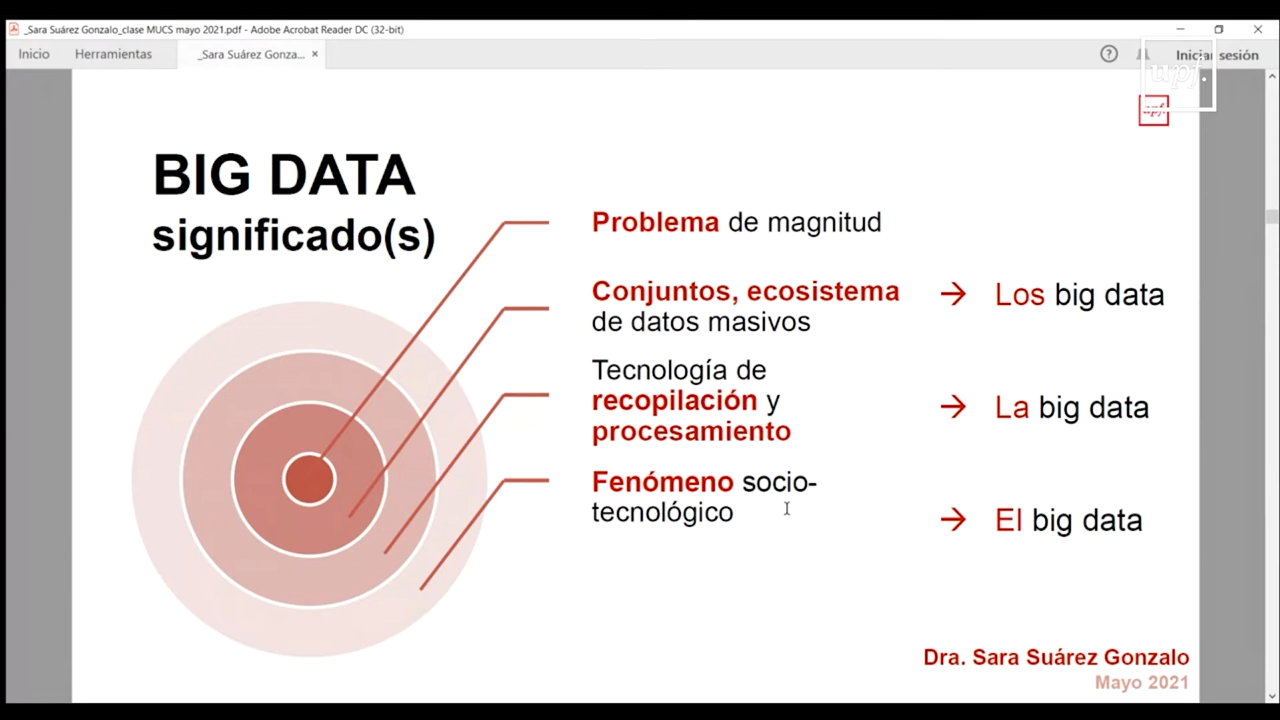 _Sara Suárez Gonzalo_clase MUCS mayo 2021.pdf - Adobe Acrobat Reader DC (32-bit)
Inicio
Herramientas
_Sara Suárez Gonza...
Iniciar sesión
upf.
upf.
BIG DATA
significado(s)
Problema de magnitud
Conjuntos, ecosistema
de datos masivos
→ Los big data
Tecnología de
recopilación y
procesamiento
→ La big data
Fenómeno socio-
tecnológico
→ El big data
Dra. Sara Suárez Gonzalo
Mayo 2021